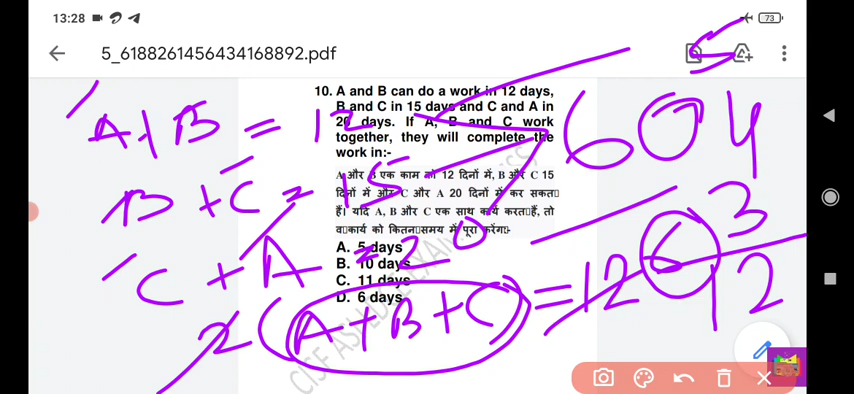 13:28
73
5_6188261456434168892.pdf
10. A and B can do a work in 12 days,
B and C in 15 days and C and A in
20 days. If A, B and C work
together, they will complete the
work in:-
A और B एक काम को 12 दिनों में, B और C 15
दिनों में और C और A 20 दिनों में कर सकत
हैं। यदि A, B और C एक साथ कार्य करत हैं, तो
व कार्य को कितन समय में पूरा करेंग:-
A. 5 days
B. 10 days
C. 11 days
D. 6 days
A+B = 12
B+C = 15
C+A = 20
2(A+B+C) = 12 6
60
5
4
3
12